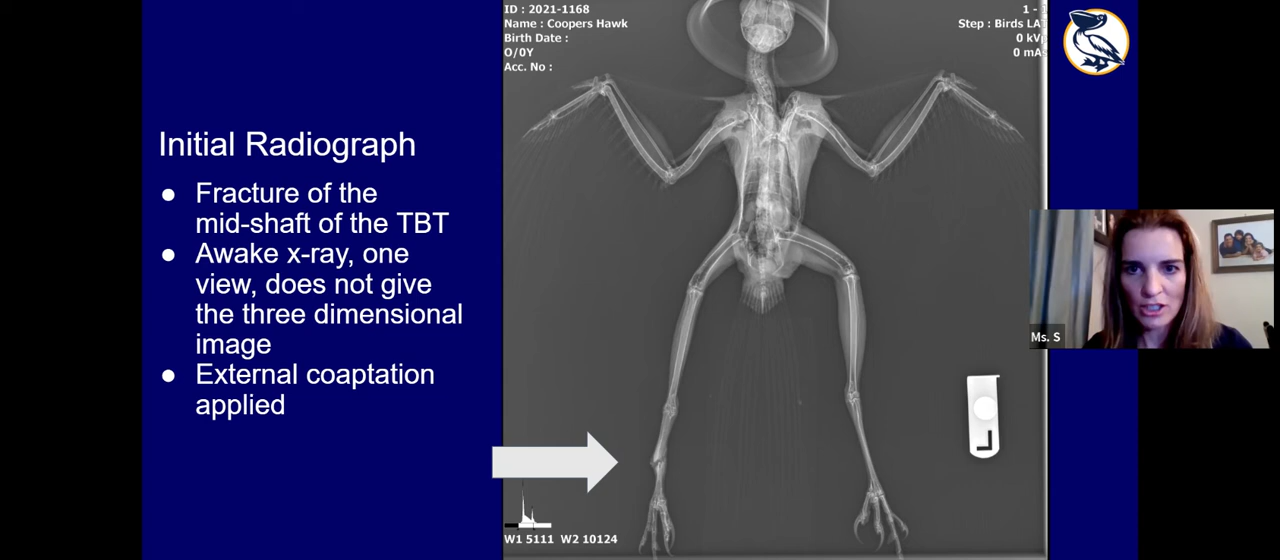 ID : 2021-1168
Name : Coopers Hawk
Birth Date :
O/0Y
Acc. No :
1 -
Step : Birds LA
0 kV
0 mAs
Initial Radiograph
● Fracture of the
mid-shaft of the TBT
● Awake x-ray, one
view, does not give
the three dimensional
image
● External coaptation
applied
L
W1 5111 W2 10124
Ms. S